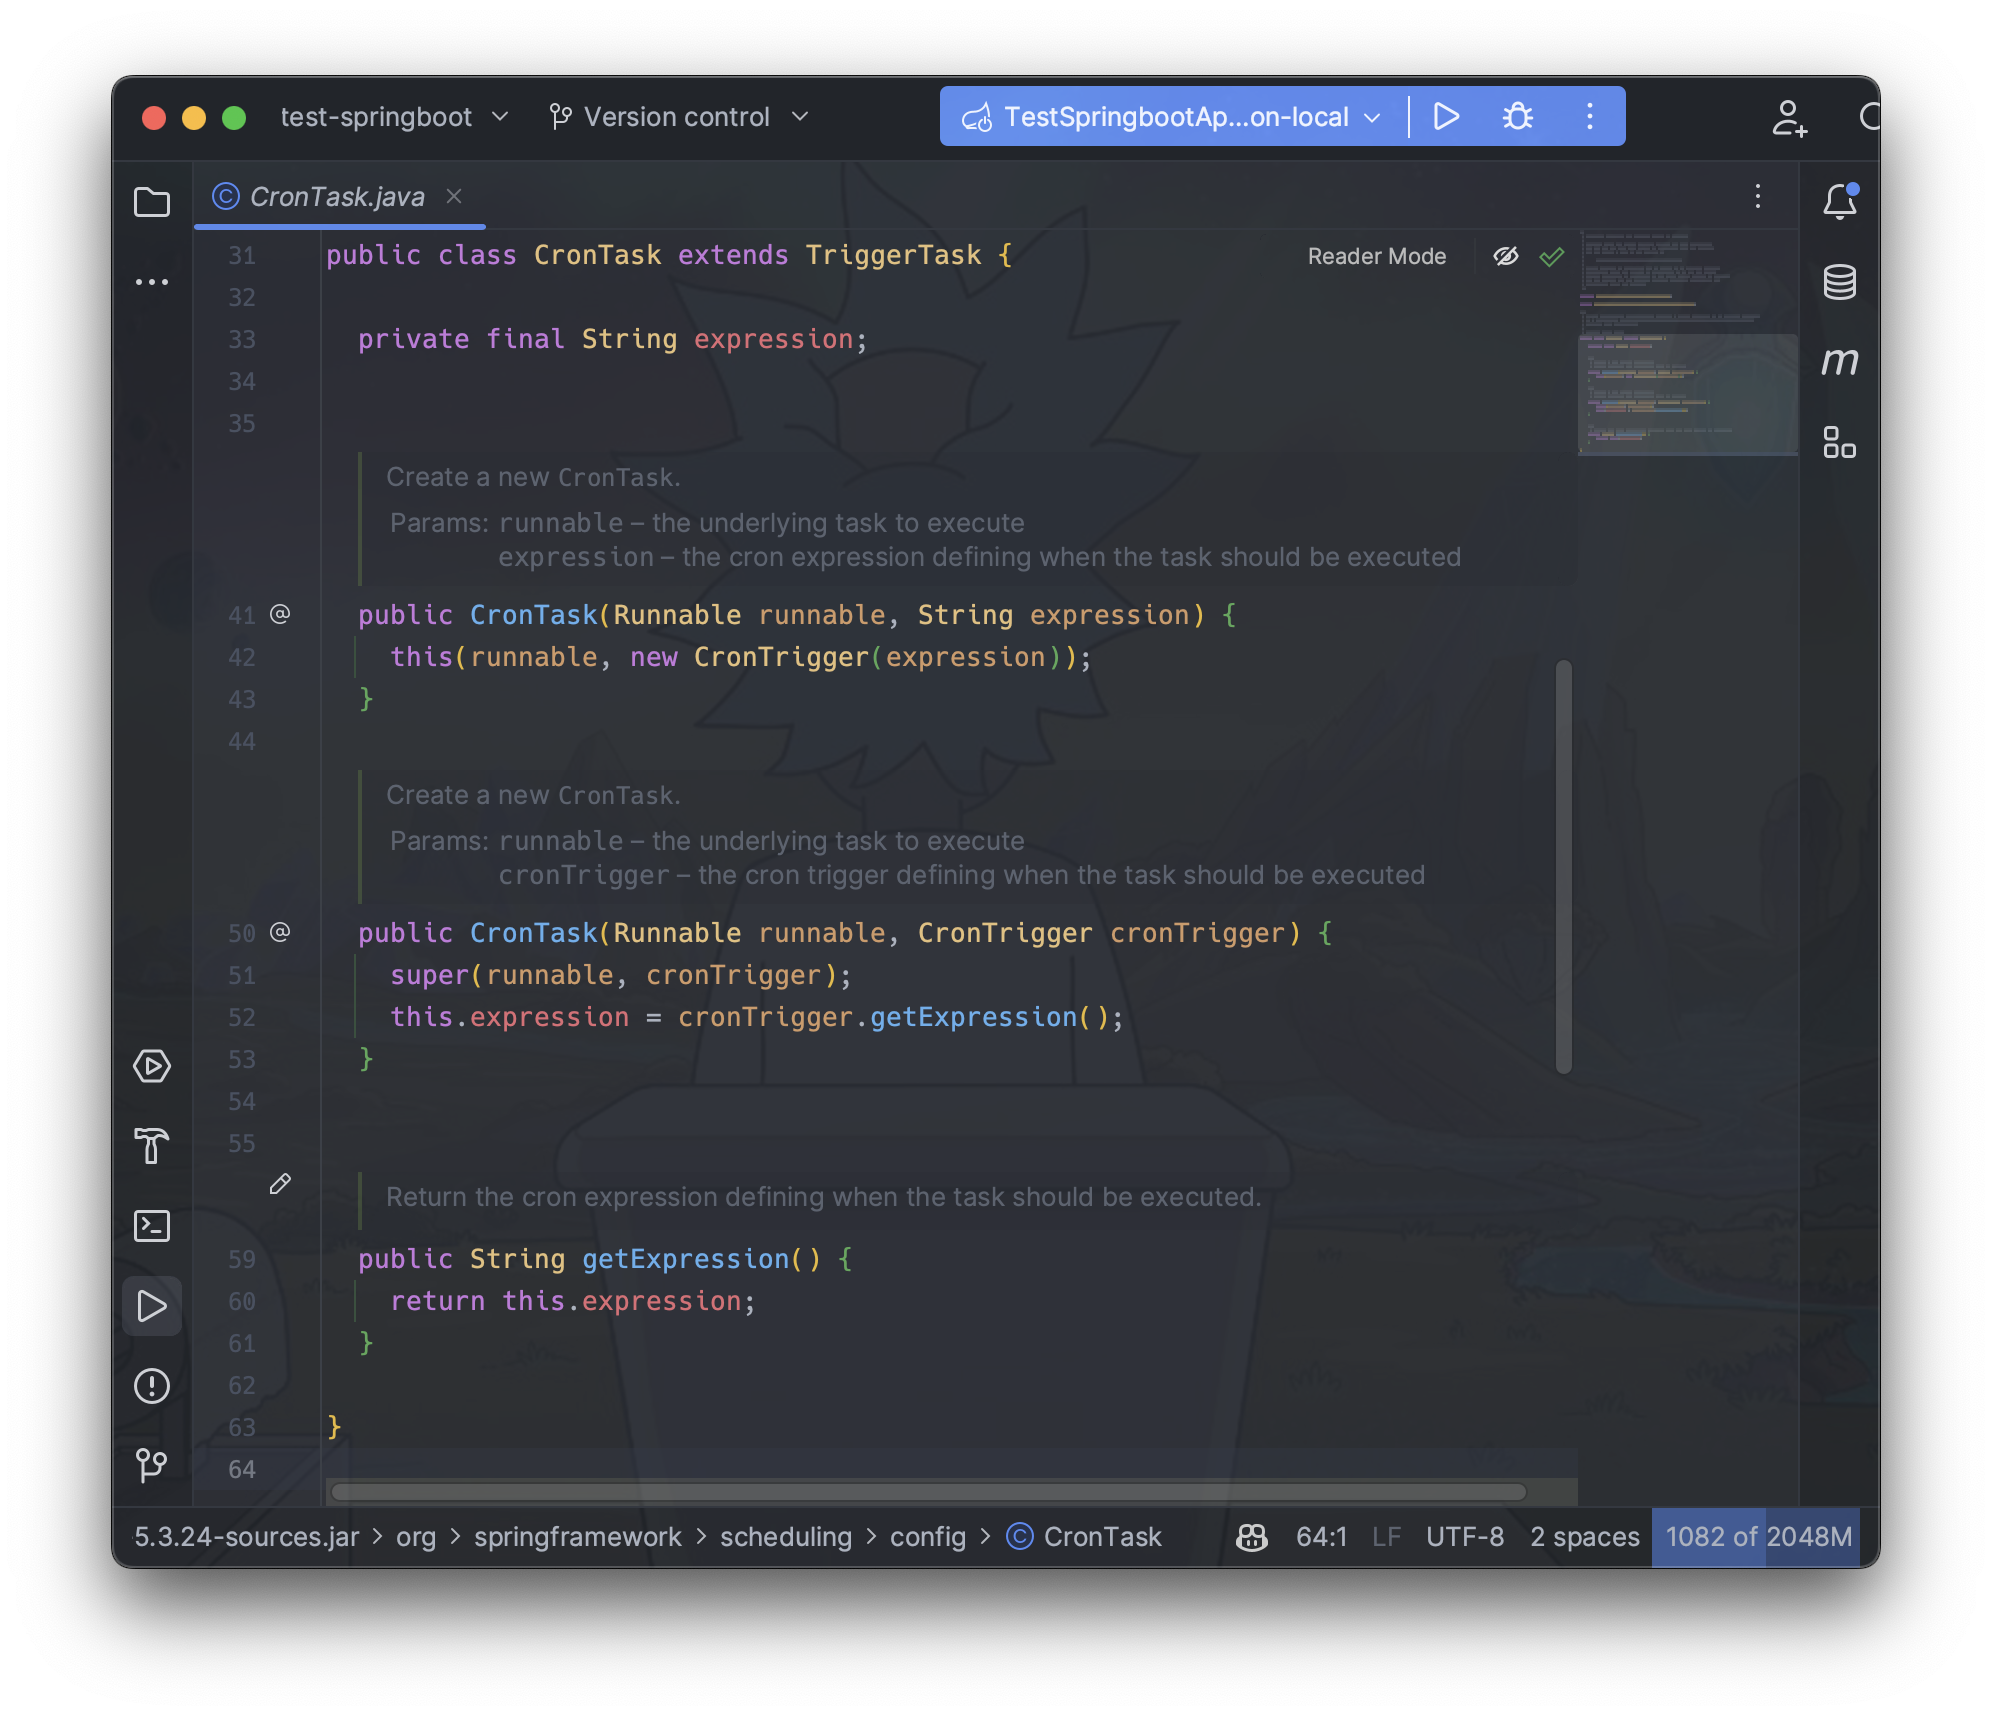 test-springboot Version control TestSpringbootAp...on-local
CronTask.java
31 public class CronTask extends TriggerTask { Reader Mode
32
33 private final String expression;
34
35
Create a new CronTask.
Params: runnable – the underlying task to execute
expression – the cron expression defining when the task should be executed
41 @ public CronTask(Runnable runnable, String expression) {
42 this(runnable, new CronTrigger(expression));
43 }
44
Create a new CronTask.
Params: runnable – the underlying task to execute
cronTrigger – the cron trigger defining when the task should be executed
50 @ public CronTask(Runnable runnable, CronTrigger cronTrigger) {
51 super(runnable, cronTrigger);
52 this.expression = cronTrigger.getExpression();
53 }
54
55
Return the cron expression defining when the task should be executed.
59 public String getExpression() {
60 return this.expression;
61 }
62
63 }
64
5.3.24-sources.jar > org > springframework > scheduling > config > CronTask 64:1 LF UTF-8 2 spaces 1082 of 2048M